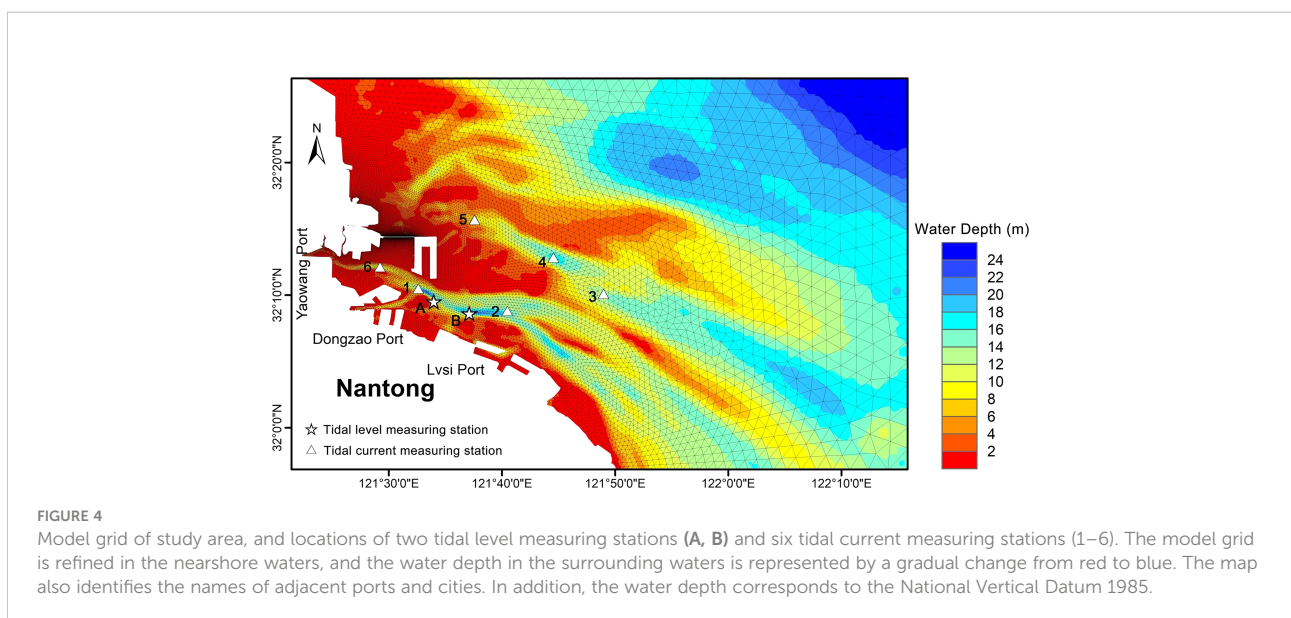 N
32°20'0"N
32°10'0"N
32°0'0"N
Yaowang Port
5
4
3
6
1
A
B
2
Dongzao Port
Lvsi Port
Nantong
Tidal level measuring station
Tidal current measuring station
121°30'0"E
121°40'0"E
121°50'0"E
122°0'0"E
122°10'0"E
Water Depth (m)
24
22
20
18
16
14
12
10
8
6
4
2
FIGURE 4
Model grid of study area, and locations of two tidal level measuring stations (A, B) and six tidal current measuring stations (1–6). The model grid
is refined in the nearshore waters, and the water depth in the surrounding waters is represented by a gradual change from red to blue. The map
also identifies the names of adjacent ports and cities. In addition, the water depth corresponds to the National Vertical Datum 1985.